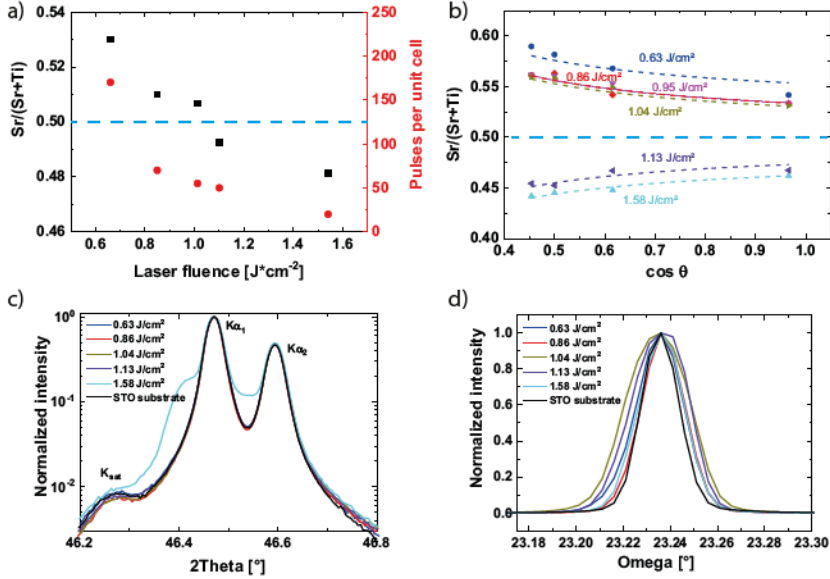 a)
Sr/(Sr+Ti)
0.54
0.52
0.50
0.48
0.46
250
200
150
100
50
0
Pulses per unit cell
0.6 0.8 1.0 1.2 1.4 1.6
Laser fluence [J*cm⁻²]
b)
Sr/(Sr+Ti)
0.60
0.55
0.50
0.45
0.40
0.63 J/cm²
0.86 J/cm²
0.95 J/cm²
1.04 J/cm²
1.13 J/cm²
1.58 J/cm²
0.4 0.5 0.6 0.7 0.8 0.9 1.0
cos θ
c)
Normalized intensity
10⁰
10⁻¹
10⁻²
0.63 J/cm²
0.86 J/cm²
1.04 J/cm²
1.13 J/cm²
1.58 J/cm²
STO substrate
Kα₁
Kα₂
Ksat
46.2 46.4 46.6 46.8
2Theta [°]
d)
Normalized intensity
1.0
0.8
0.6
0.4
0.2
0.0
0.63 J/cm²
0.86 J/cm²
1.04 J/cm²
1.13 J/cm²
1.58 J/cm²
STO substrate
23.18 23.20 23.22 23.24 23.26 23.28 23.30
Omega [°]